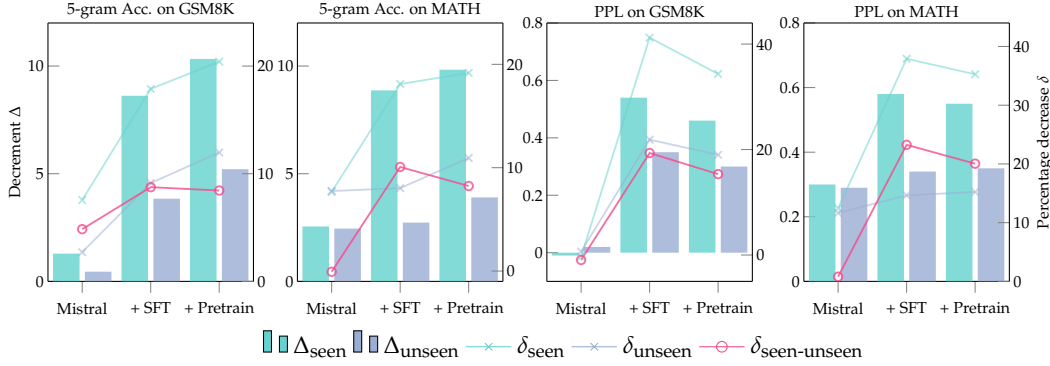 5-gram Acc. on GSM8K
5-gram Acc. on MATH
PPL on GSM8K
PPL on MATH
Decrement Δ
10
5
0
20
10
0
Mistral
+ SFT
+ Pretrain
10
5
0
20
10
0
Mistral
+ SFT
+ Pretrain
0.8
0.6
0.4
0.2
0
40
20
0
Mistral
+ SFT
+ Pretrain
0.8
0.6
0.4
0.2
0
40
30
20
10
0
Mistral
+ SFT
+ Pretrain
Percentage decrease δ
Δseen Δunseen δseen δunseen δseen-unseen